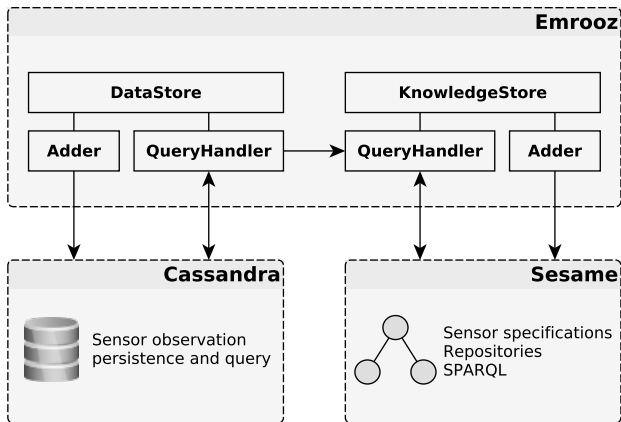 Emrooz
DataStore
KnowledgeStore
Adder
QueryHandler
QueryHandler
Adder
Cassandra
Sensor observation
persistence and query
Sesame
Sensor specifications
Repositories
SPARQL